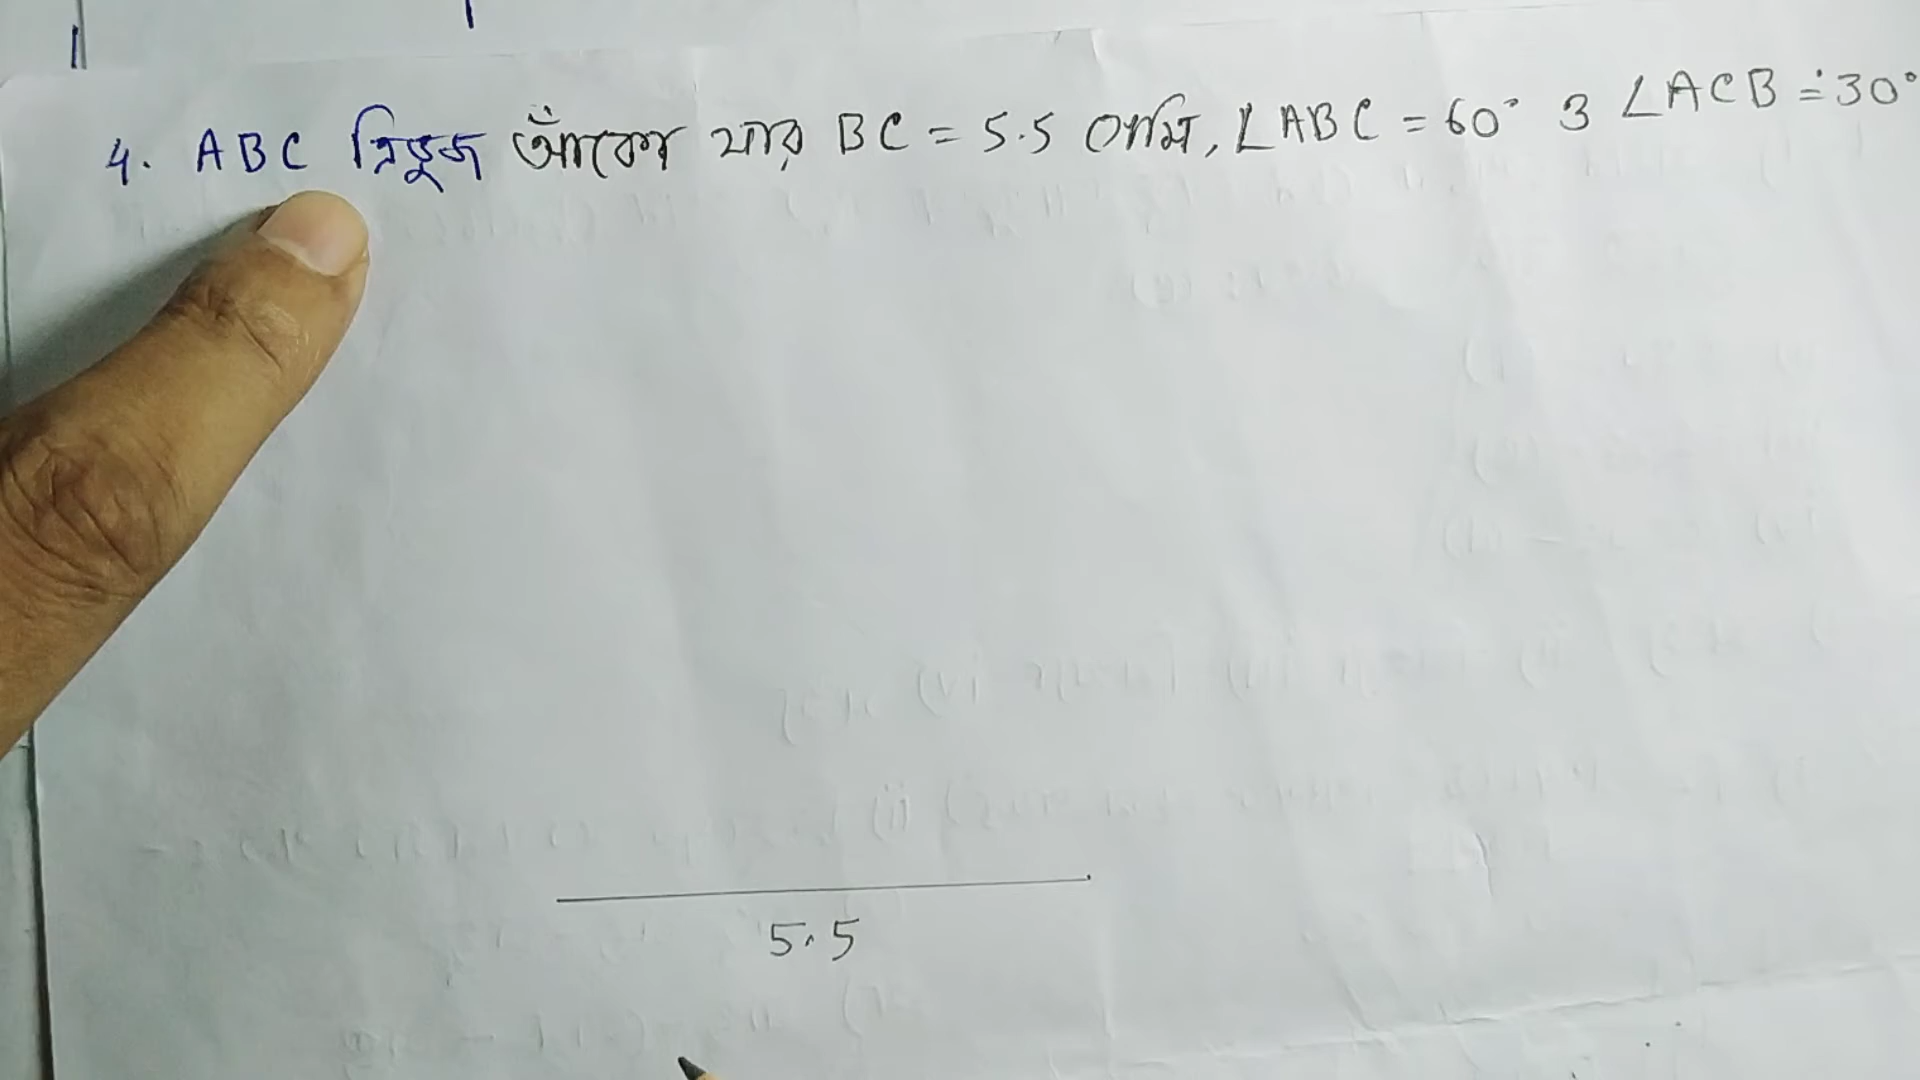 4. ABC ত্রিভুজ আঁকো যার BC = 5.5 সেমি, ∠ABC = 60° ও ∠ACB = 30°
5.5